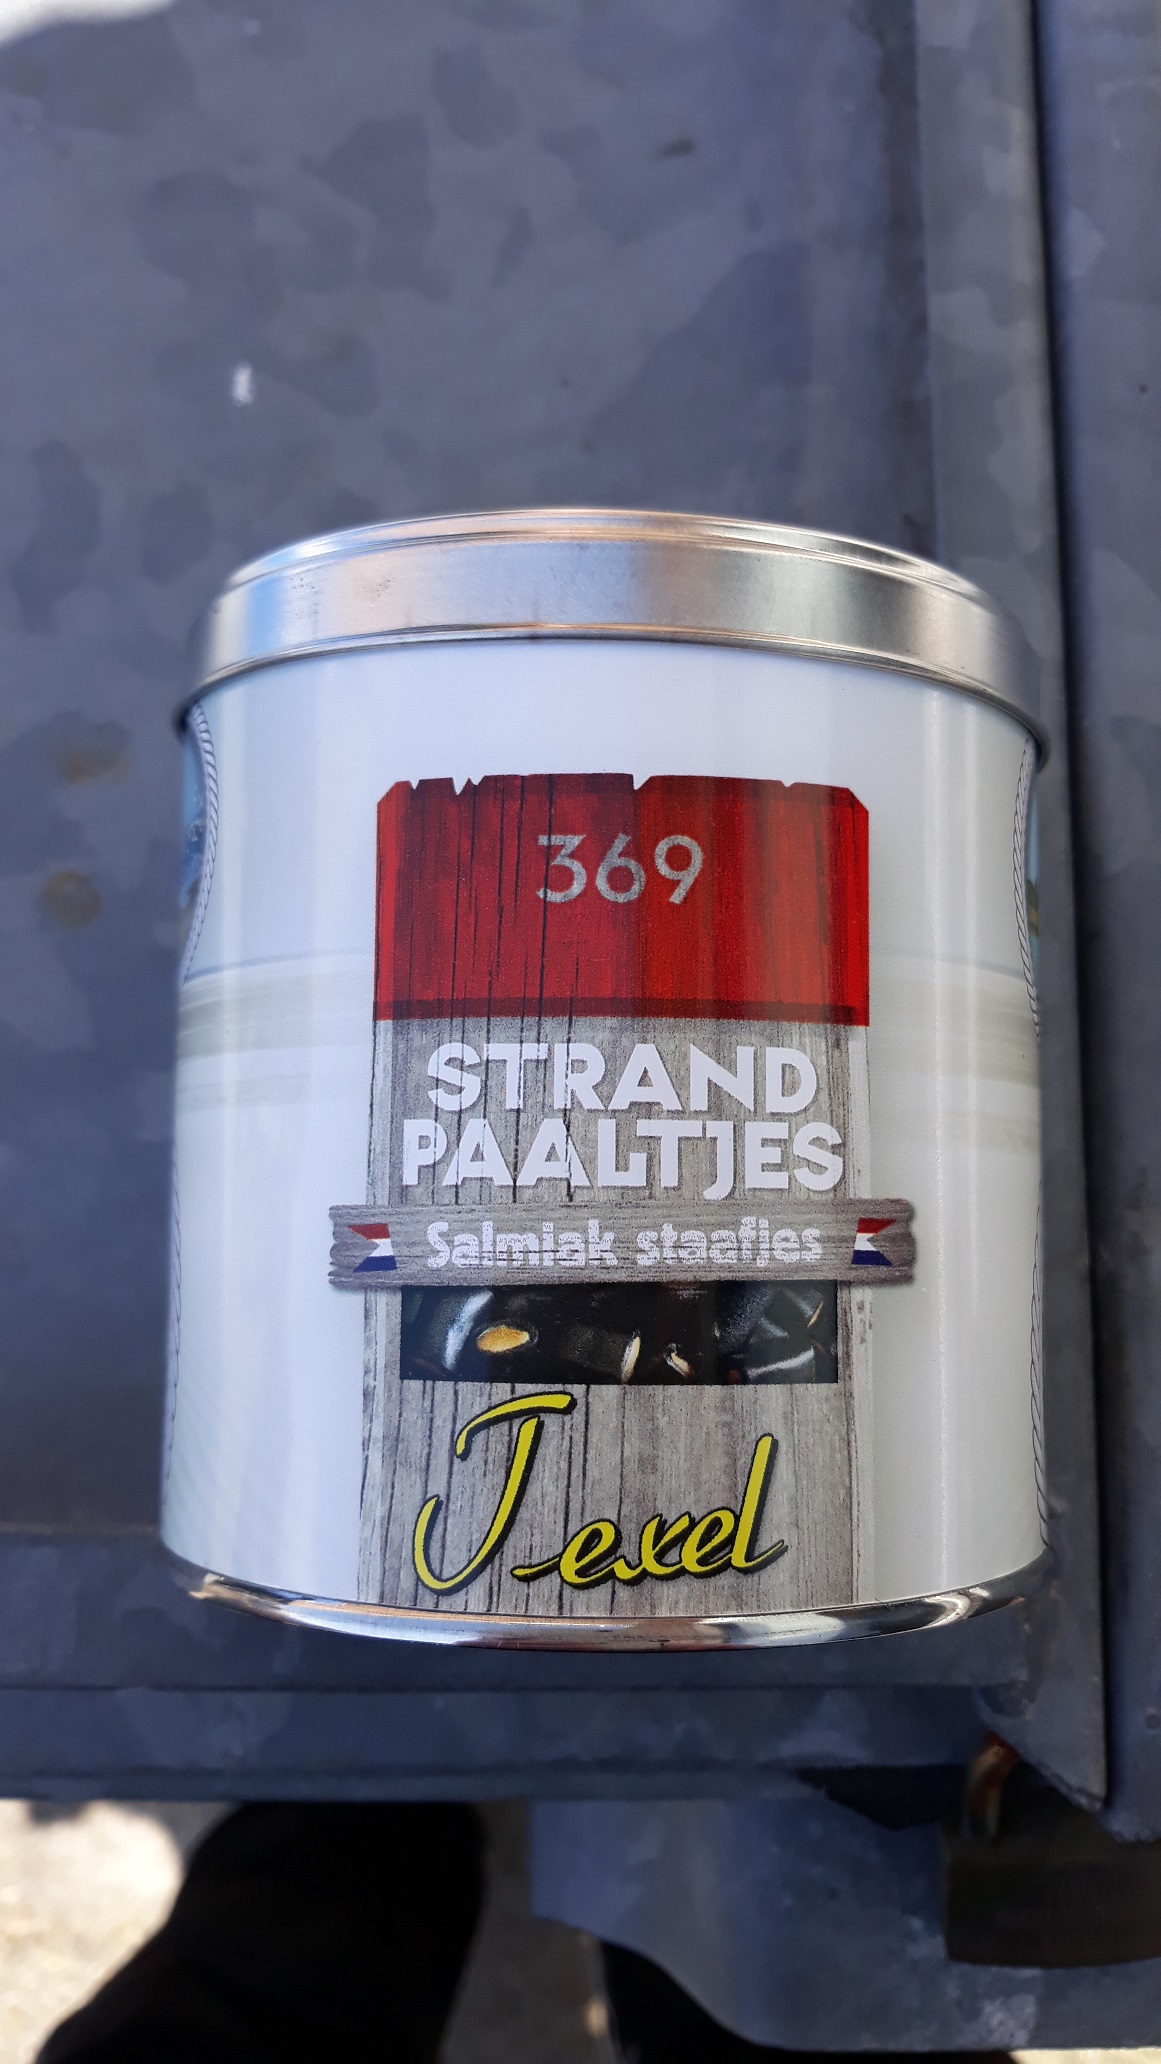 369
STRAND
PAALTJES
Salmiak staafjes
Texel